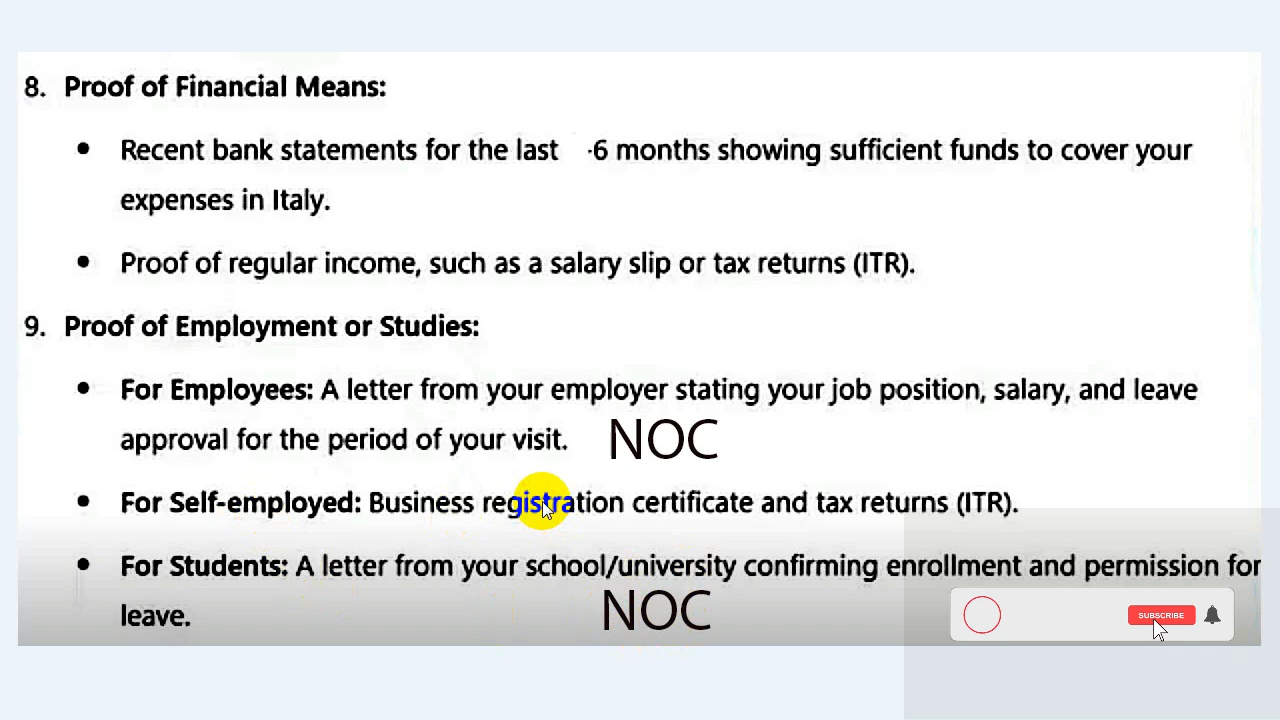 8. Proof of Financial Means:
• Recent bank statements for the last -6 months showing sufficient funds to cover your
expenses in Italy.
• Proof of regular income, such as a salary slip or tax returns (ITR).
9. Proof of Employment or Studies:
• For Employees: A letter from your employer stating your job position, salary, and leave
approval for the period of your visit. NOC
• For Self-employed: Business registration certificate and tax returns (ITR).
• For Students: A letter from your school/university confirming enrollment and permission for
leave. NOC
SUBSCRIBE